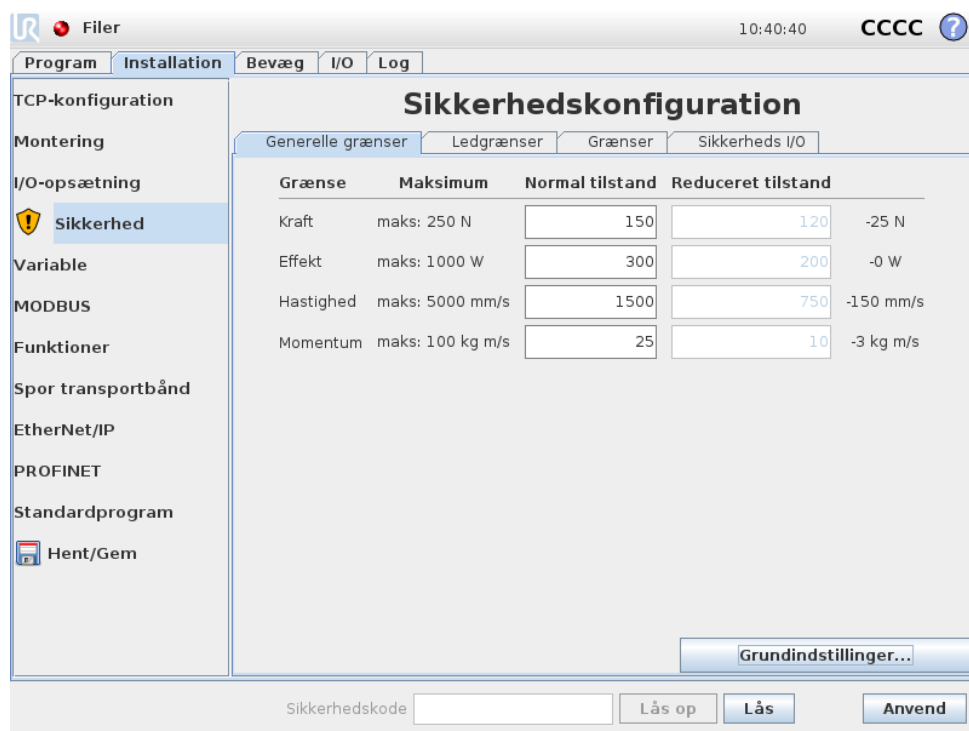 UR Filer 10:40:40 CCCC ?
Program Installation Bevæg I/O Log
TCP-konfiguration
Montering
I/O-opsætning
Sikkerhed
Variable
MODBUS
Funktioner
Spor transportbånd
EtherNet/IP
PROFINET
Standardprogram
Hent/Gem
Sikkerhedskonfiguration
Generelle grænser Ledgrænser Grænser Sikkerheds I/O
Grænse Maksimum Normal tilstand Reduceret tilstand
Kraft maks: 250 N 150 120 -25 N
Effekt maks: 1000 W 300 200 -0 W
Hastighed maks: 5000 mm/s 1500 750 -150 mm/s
Momentum maks: 100 kg m/s 25 10 -3 kg m/s
Grundindstillinger...
Sikkerhedskode Lås op Lås Anvend